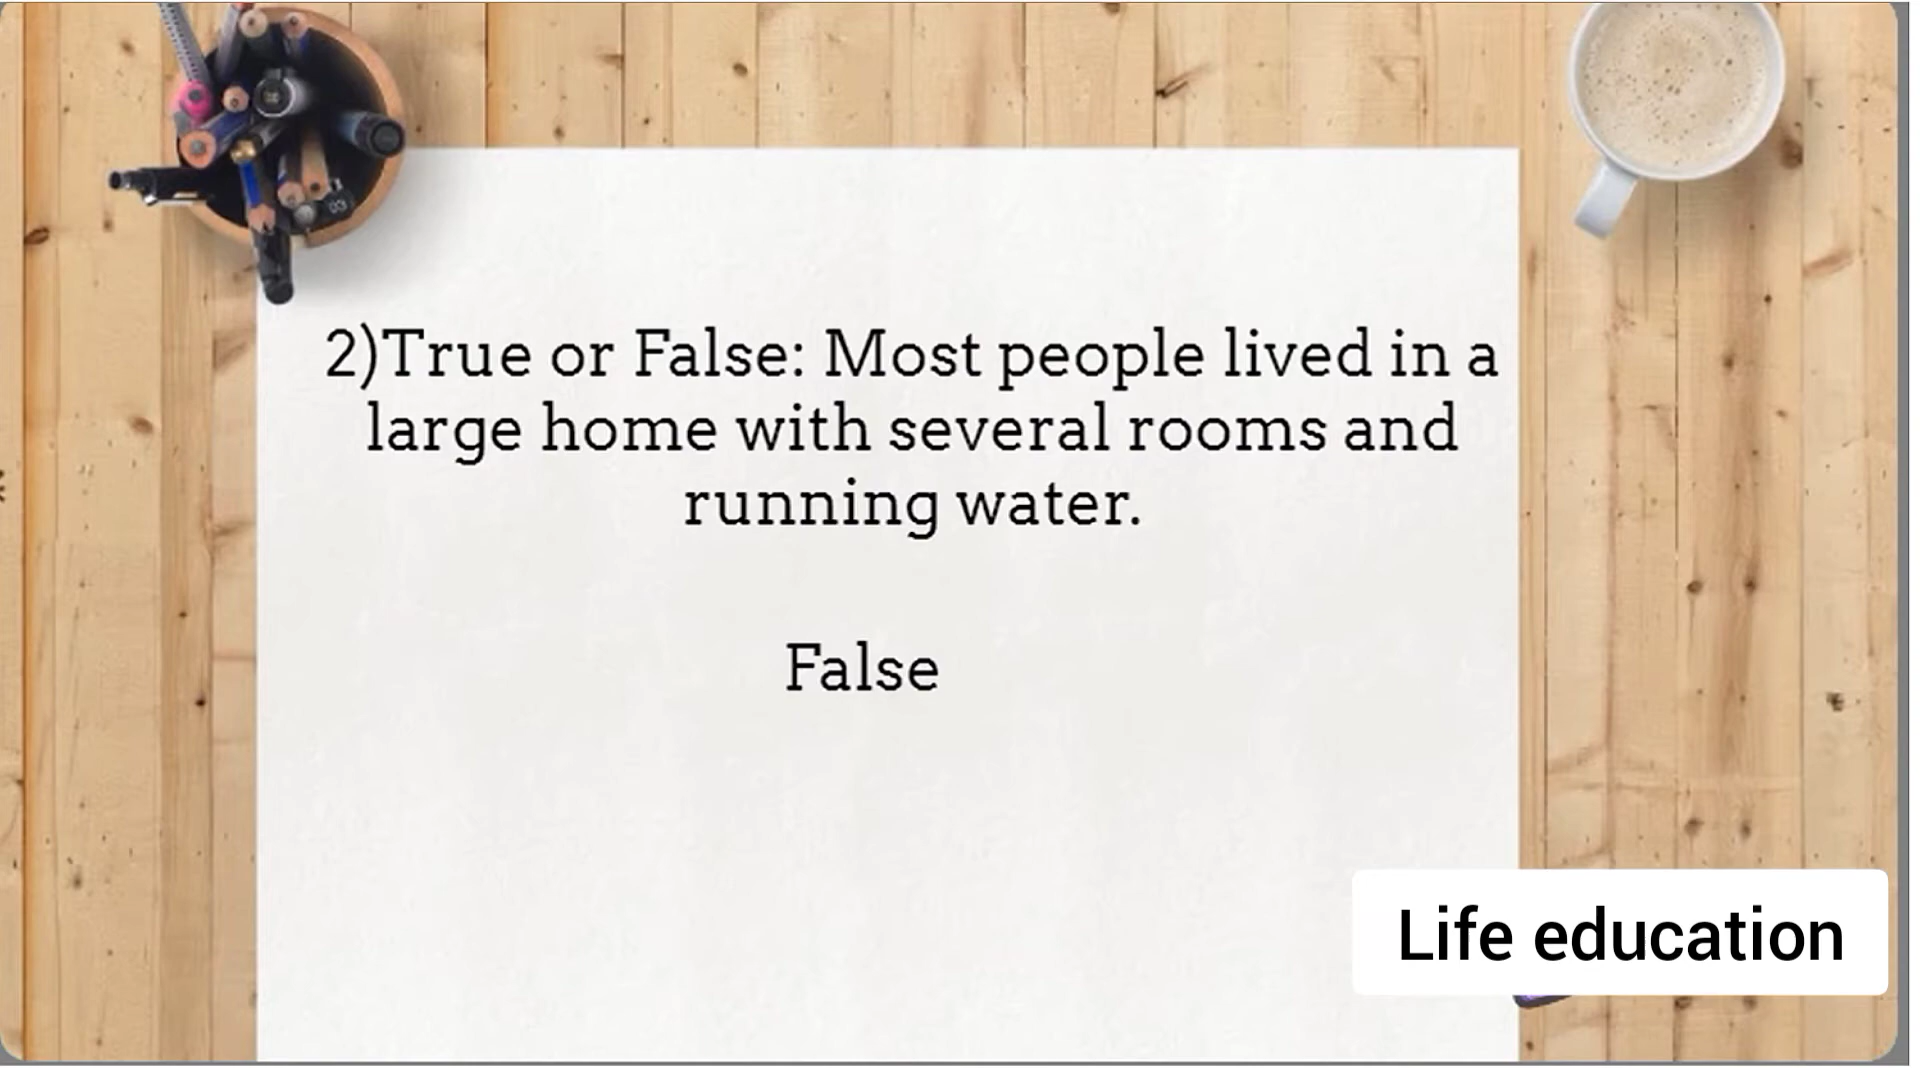 2)True or False: Most people lived in a
large home with several rooms and
running water.
False
Life education